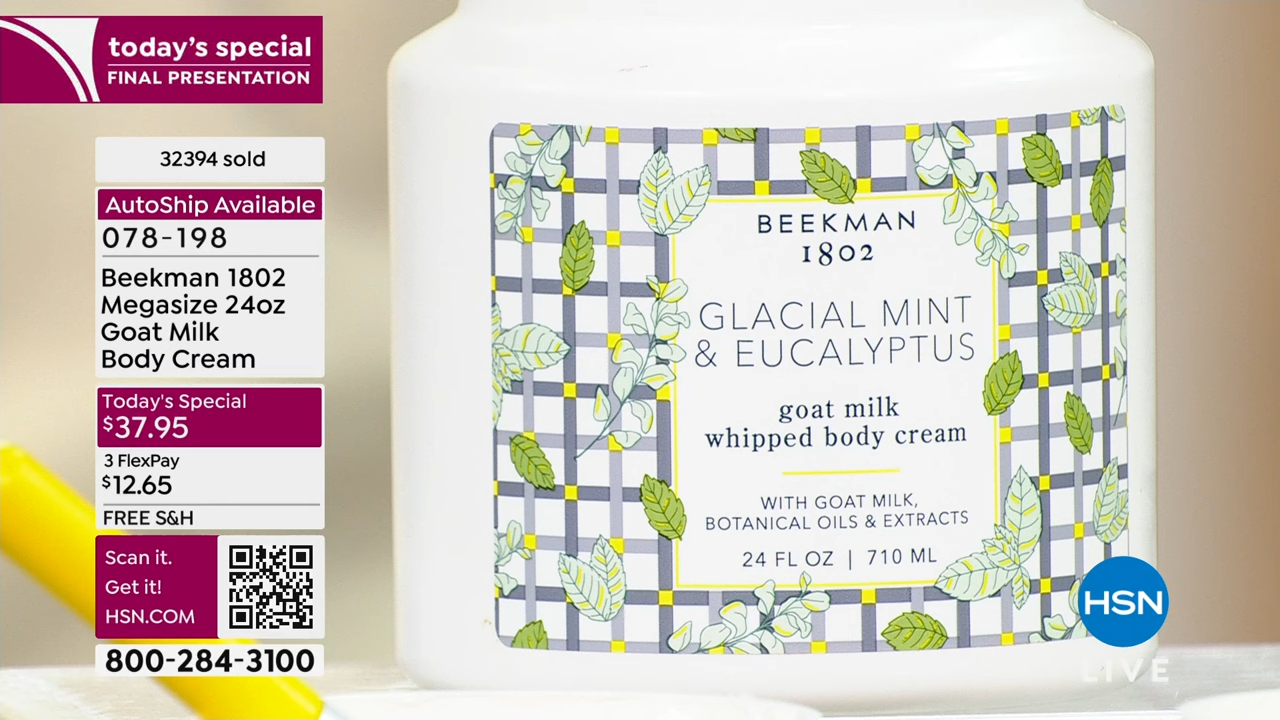 today's special
FINAL PRESENTATION
32394 sold
AutoShip Available
078-198
Beekman 1802
Megasize 24oz
Goat Milk
Body Cream
Today's Special
$37.95
3 FlexPay
$12.65
FREE S&H
Scan it.
Get it!
HSN.COM
800-284-3100
BEEKMAN
1802
GLACIAL MINT
& EUCALYPTUS
goat milk
whipped body cream
WITH GOAT MILK,
BOTANICAL OILS & EXTRACTS
24 FL OZ | 710 ML
HSN
LIVE